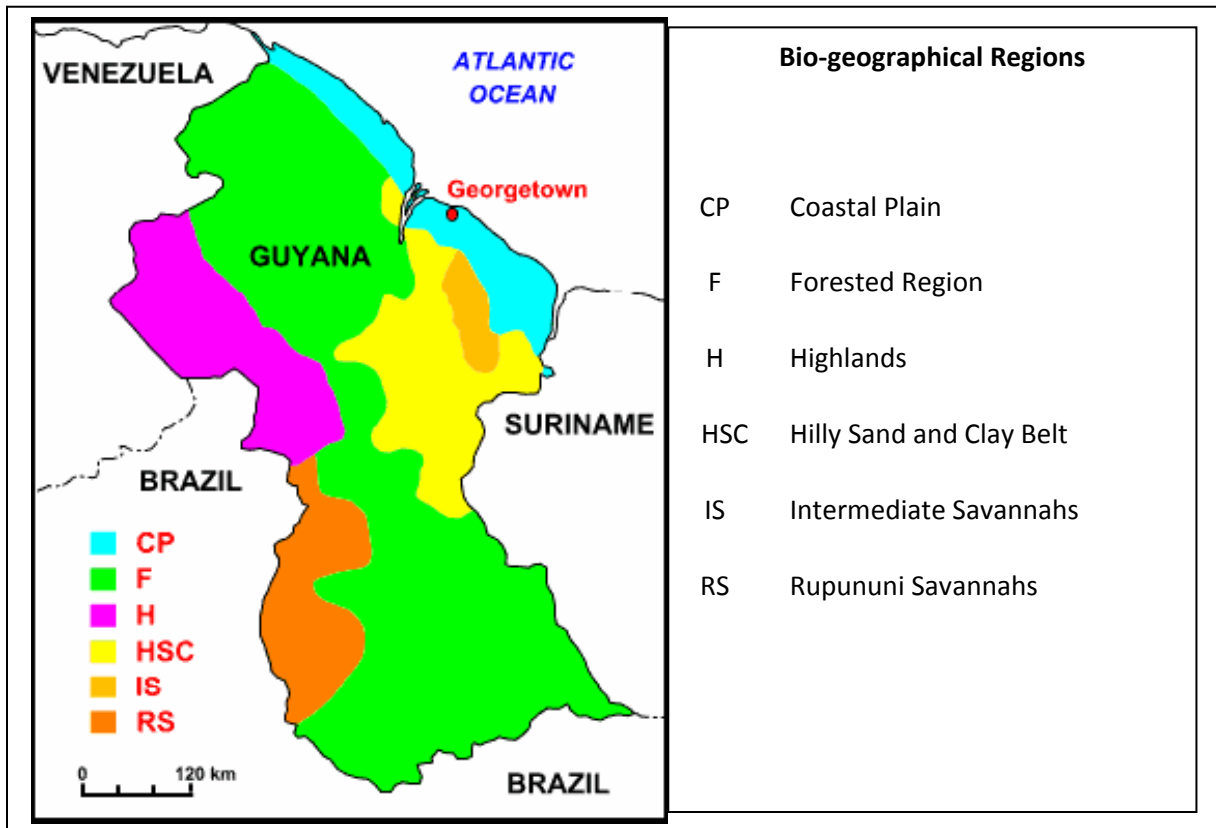 VENEZUELA
ATLANTIC
OCEAN
Georgetown
GUYANA
SURINAME
BRAZIL
CP
F
H
HSC
IS
RS
0 120 km
BRAZIL
Bio-geographical Regions
CP Coastal Plain
F Forested Region
H Highlands
HSC Hilly Sand and Clay Belt
IS Intermediate Savannahs
RS Rupununi Savannahs